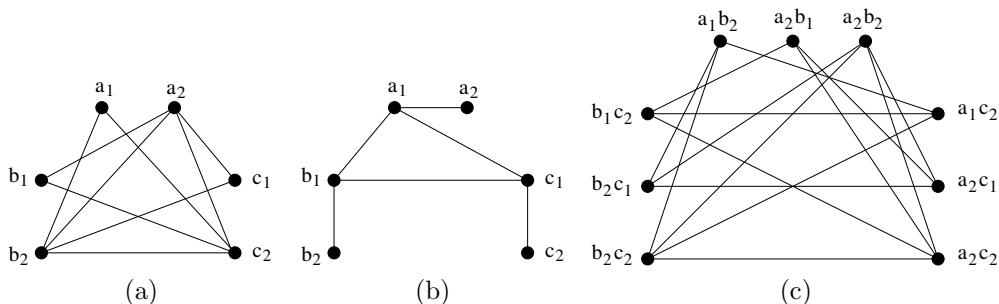 a₁b₂ a₂b₁ a₂b₂
a₁ a₂ a₁ a₂
b₁c₂ a₁c₂
b₁ c₁ b₁ c₁ b₂c₁ a₂c₁
b₂ c₂ b₂ c₂ b₂c₂ a₂c₂
(a) (b) (c)